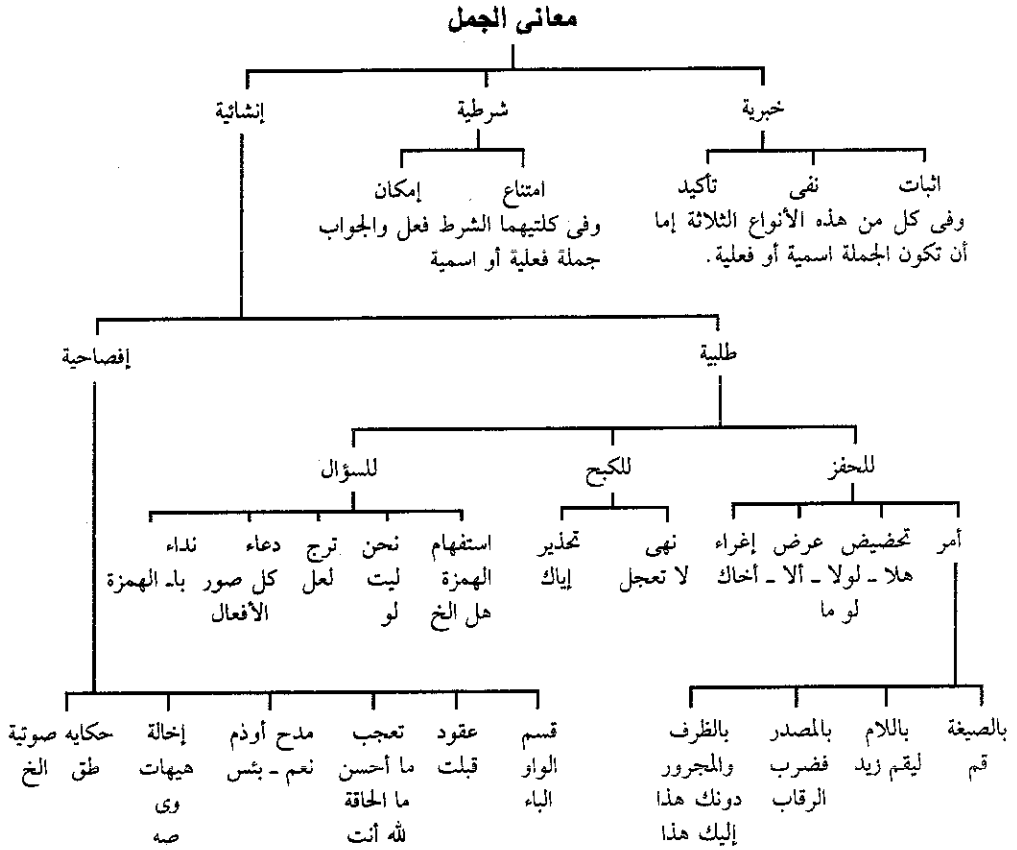 معانى الجمل
خبرية شرطية إنشائية
اثبات نفى تأكيد
وفى كل من هذه الأنواع الثلاثة إما
أن تكون الجملة اسمية أو فعلية.
امتناع إمكان
وفى كلتيهما الشرط فعل والجواب
جملة فعلية أو اسمية
طلبية إفصاحية
للحفز للكبح للسؤال
أمر تحضيض عرض إغراء
هلا ـ لولا ـ ألا ـ أخاك
لو ما
نهى تحذير
لا تعجل إياك
استفهام نحن ترج دعاء نداء
الهمزة ليت لعل كل صور باـ الهمزة
هل الخ لو الأفعال
بالصيغة باللام بالمصدر بالظرف
قم ليقم زيد فضرب والمجرور
الرقاب دونك هذا
إليك هذا
قسم عقود تعجب مدح أوذم إخالة حكايه صوتية
الواو قبلت ما أحسن نعم ـ بئس هيهات طق الخ
الباء ما الحاقة وى
لله أنت صه